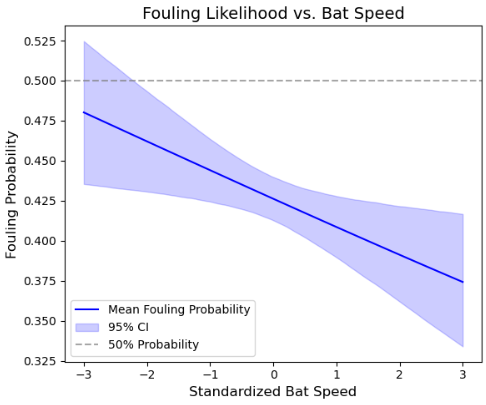 Fouling Likelihood vs. Bat Speed
Fouling Probability
0.525
0.500
0.475
0.450
0.425
0.400
0.375
0.350
0.325
Mean Fouling Probability
95% CI
50% Probability
−3
−2
−1
0
1
2
3
Standardized Bat Speed